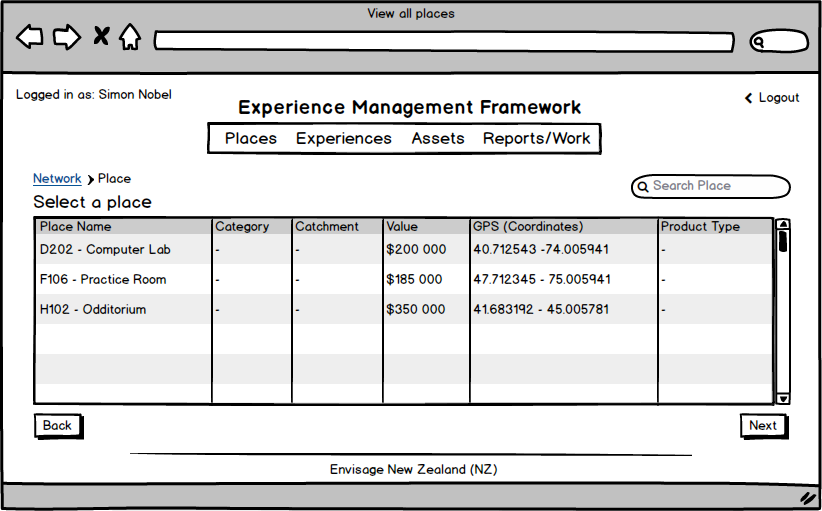 View all places
Logged in as: Simon Nobel
Logout
Experience Management Framework
Places Experiences Assets Reports/Work
Network Place
Search Place
Select a place
Place Name Category Catchment Value GPS (Coordinates) Product Type
D202 - Computer Lab - - $200 000 40.712543 -74.005941 -
F106 - Practice Room - - $185 000 47.712345 - 75.005941 -
H102 - Odditorium - - $350 000 41.683192 - 45.005781 -
Back Next
Envisage New Zealand (NZ)